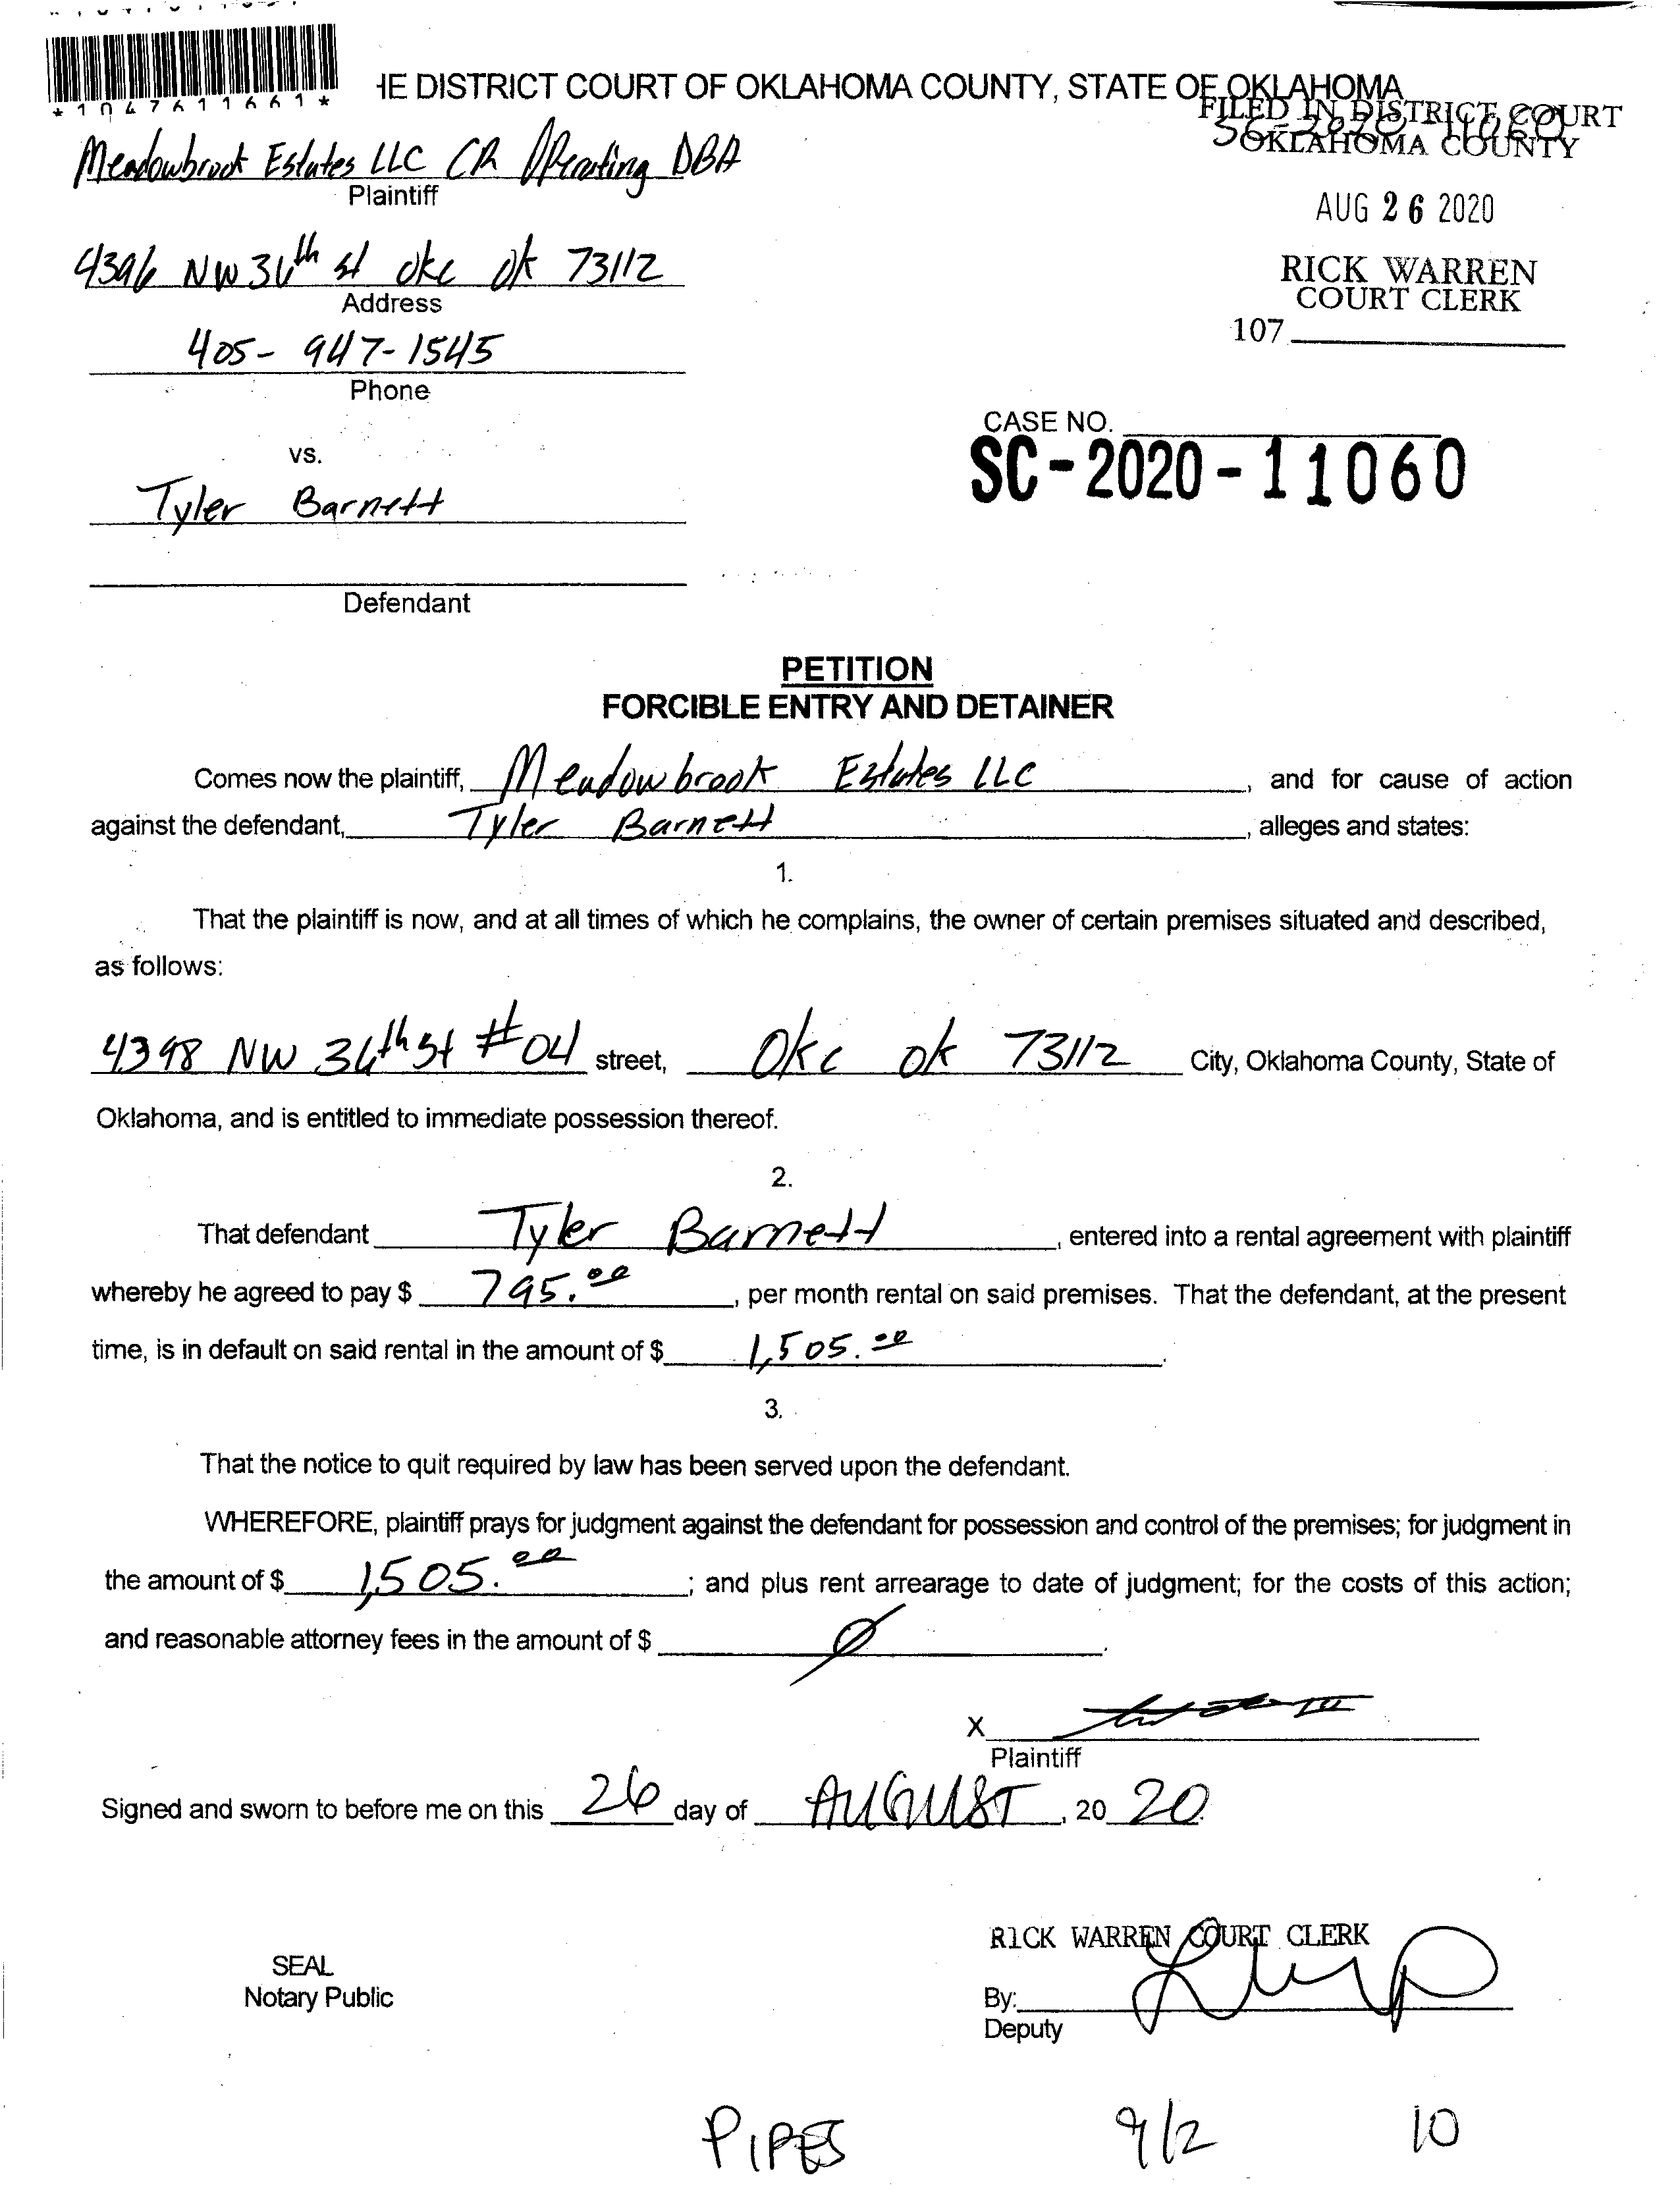 *1047611661*
HE DISTRICT COURT OF OKLAHOMA COUNTY, STATE OF OKLAHOMA
FILED IN DISTRICT COURT
OKLAHOMA COUNTY
SC-2020-11060
Meadowbrook Estates LLC CR Operating DBA
Plaintiff
AUG 26 2020
4396 NW 36th st okc ok 73112
Address
RICK WARREN
COURT CLERK
107
405-947-1545
Phone
CASE NO.
SC-2020-11060
vs.
Tyler Barnett
Defendant
PETITION
FORCIBLE ENTRY AND DETAINER
Comes now the plaintiff, Meadowbrook Estates LLC, and for cause of action
against the defendant, Tyler Barnett, alleges and states:
1.
That the plaintiff is now, and at all times of which he complains, the owner of certain premises situated and described,
as follows:
4398 NW 36th St #04 street, Okc ok 73112 City, Oklahoma County, State of
Oklahoma, and is entitled to immediate possession thereof.
2.
That defendant Tyler Barnett, entered into a rental agreement with plaintiff
whereby he agreed to pay $ 795.00, per month rental on said premises. That the defendant, at the present
time, is in default on said rental in the amount of $ 1,505.00.
3.
That the notice to quit required by law has been served upon the defendant.
WHEREFORE, plaintiff prays for judgment against the defendant for possession and control of the premises; for judgment in
the amount of $ 1,505.00; and plus rent arrearage to date of judgment; for the costs of this action;
and reasonable attorney fees in the amount of $ Ø.
X
Plaintiff
Signed and sworn to before me on this 26 day of AUGUST, 20 20.
RICK WARREN COURT CLERK
SEAL
Notary Public
By:
Deputy
PIPES 9/2 10